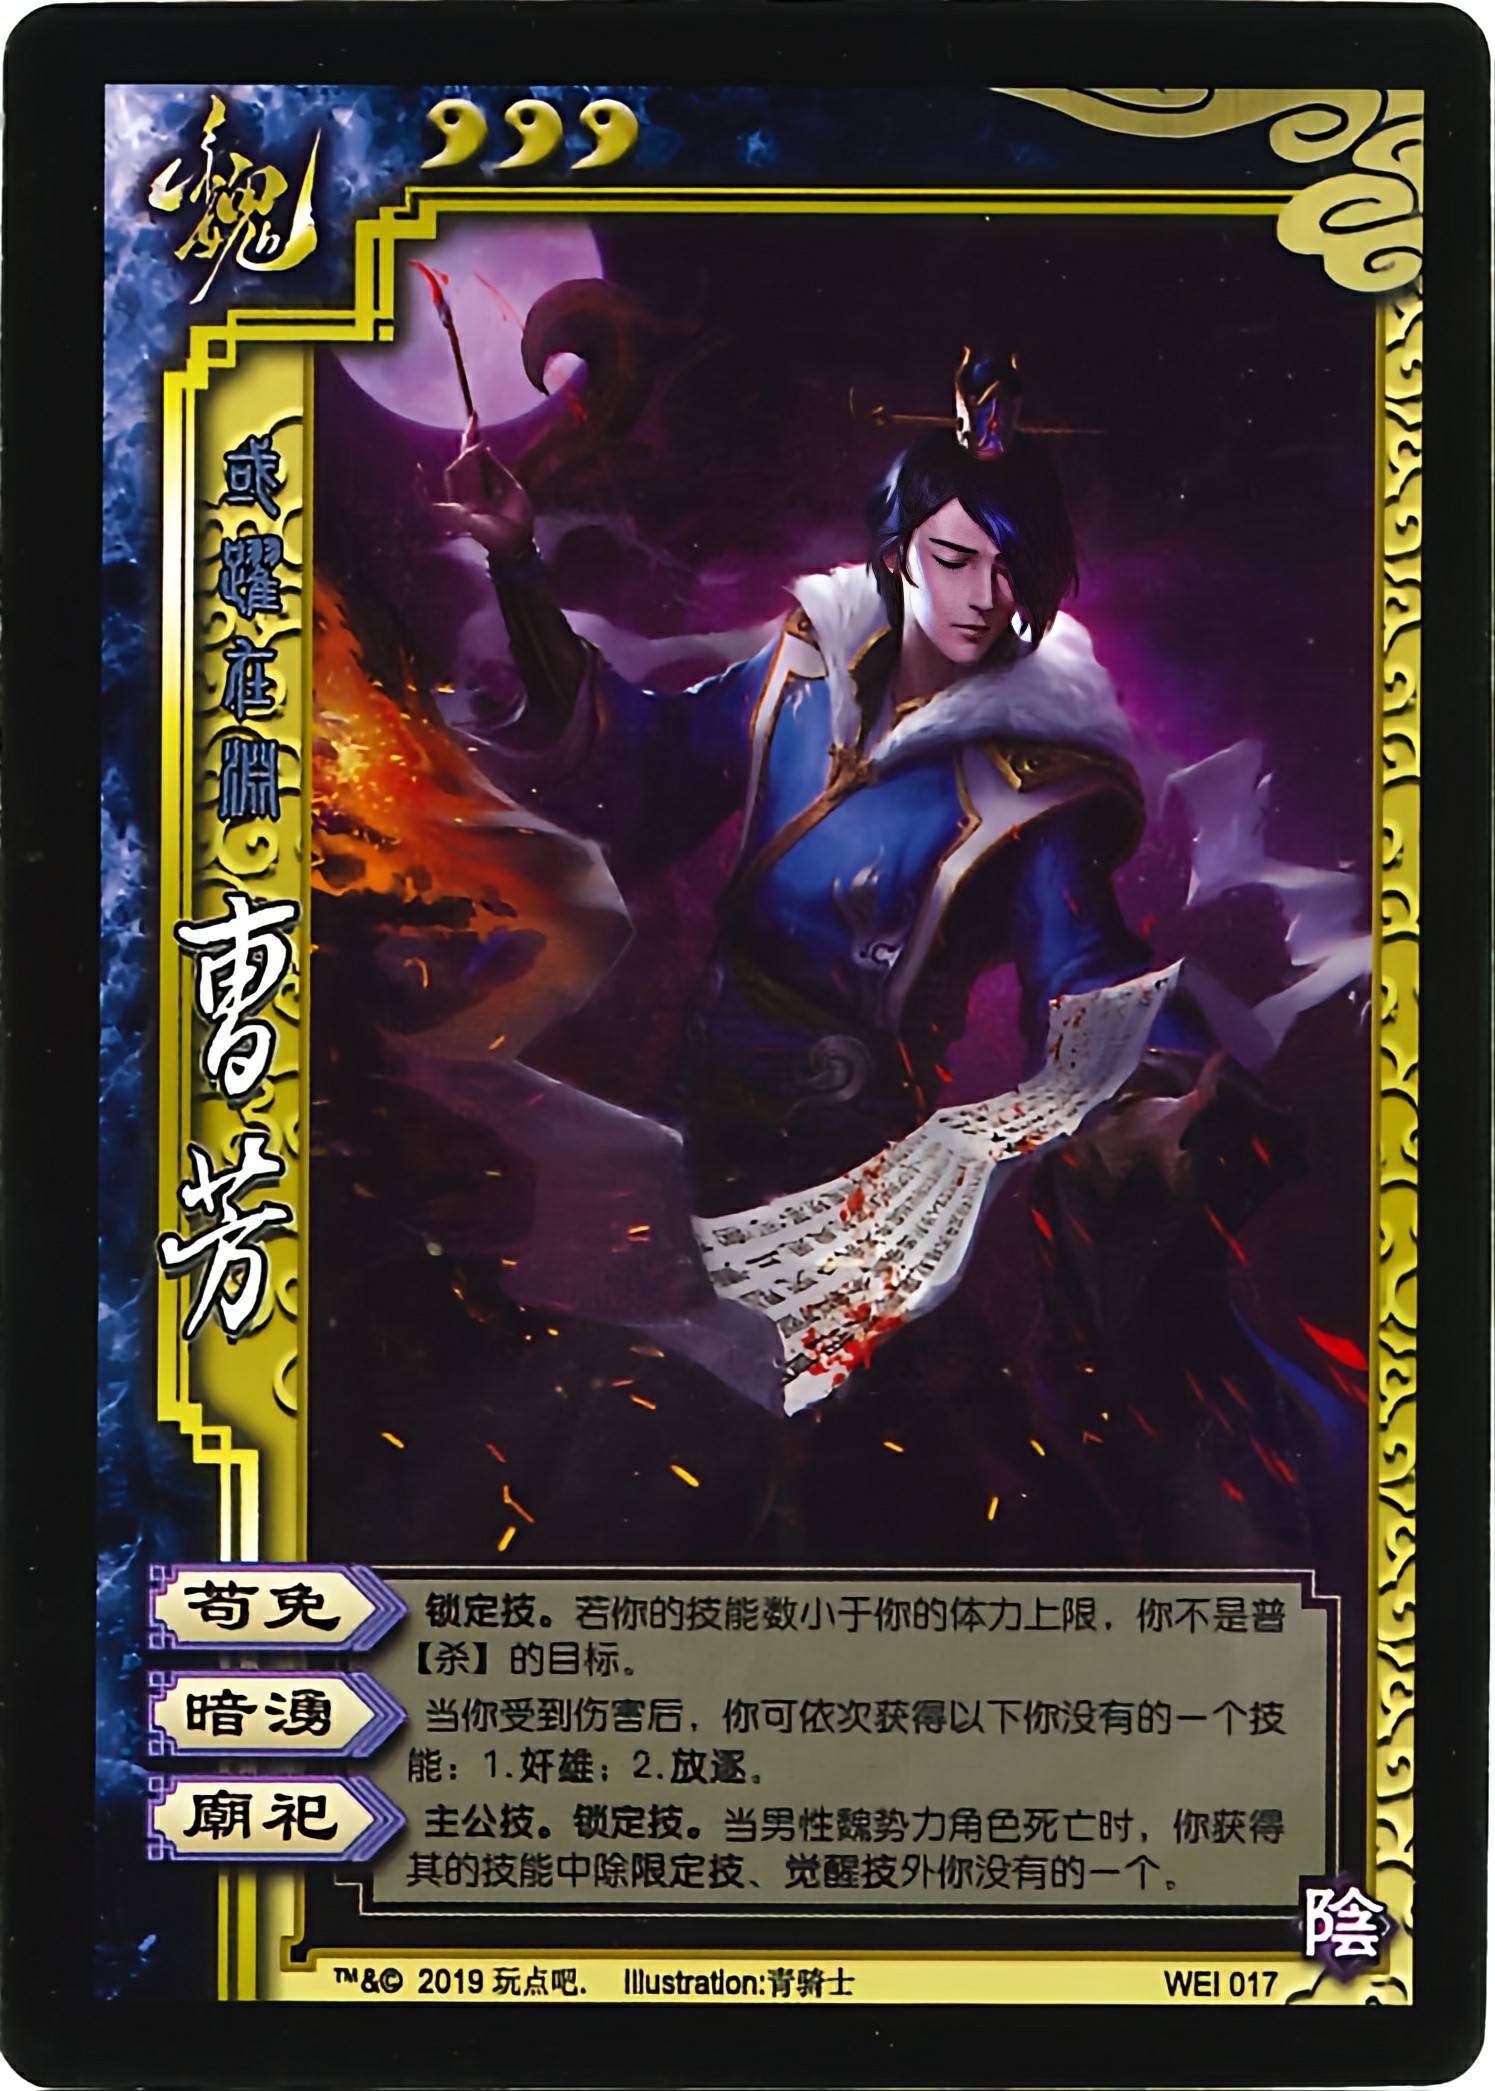 魏
或躍在淵
曹芳
苟免
锁定技。若你的技能数小于你的体力上限，你不是普
【杀】的目标。
暗湧
当你受到伤害后，你可依次获得以下你没有的一个技
能：1.奸雄；2.放逐。
廟祀
主公技。锁定技。当男性魏势力角色死亡时，你获得
其的技能中除限定技、觉醒技外你没有的一个。
陰
™&© 2019 玩点吧. Illustration:青骑士
WEI 017